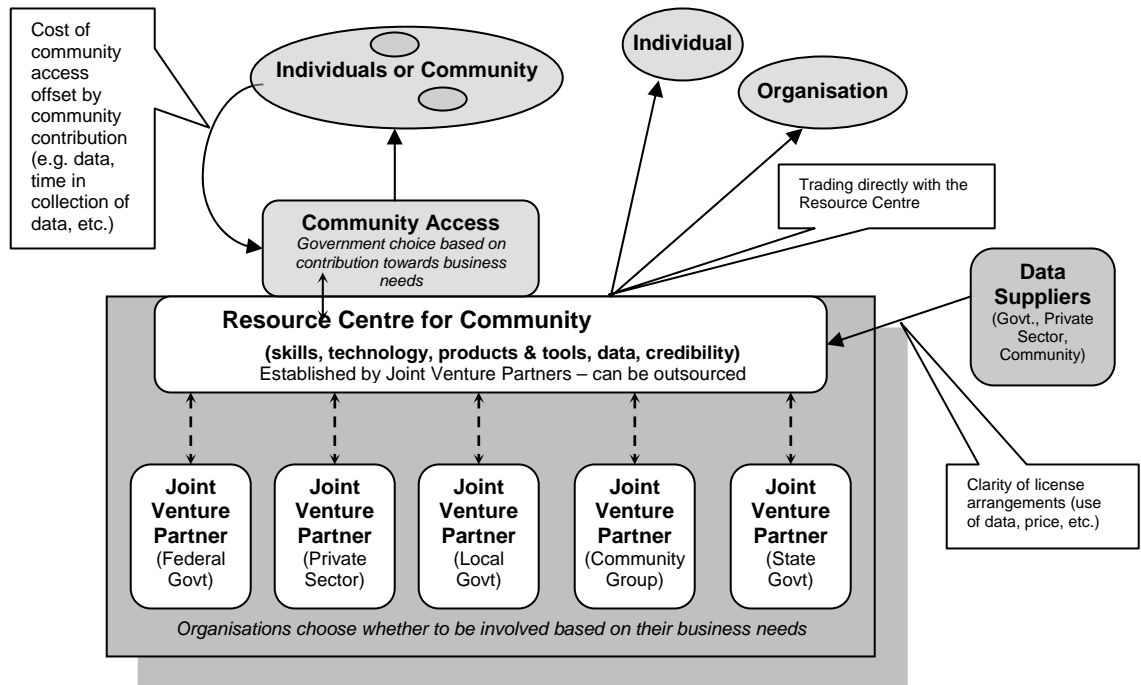 Cost of
community
access
offset by
community
contribution
(e.g. data,
time in
collection of
data, etc.)
Individuals or Community
Individual
Organisation
Trading directly with the
Resource Centre
Community Access
Government choice based on
contribution towards business
needs
Data
Suppliers
(Govt., Private
Sector,
Community)
Resource Centre for Community
(skills, technology, products & tools, data, credibility)
Established by Joint Venture Partners – can be outsourced
Clarity of license
arrangements (use
of data, price, etc.)
Joint
Venture
Partner
(Federal
Govt)
Joint
Venture
Partner
(Private
Sector)
Joint
Venture
Partner
(Local
Govt)
Joint
Venture
Partner
(Community
Group)
Joint
Venture
Partner
(State
Govt)
Organisations choose whether to be involved based on their business needs